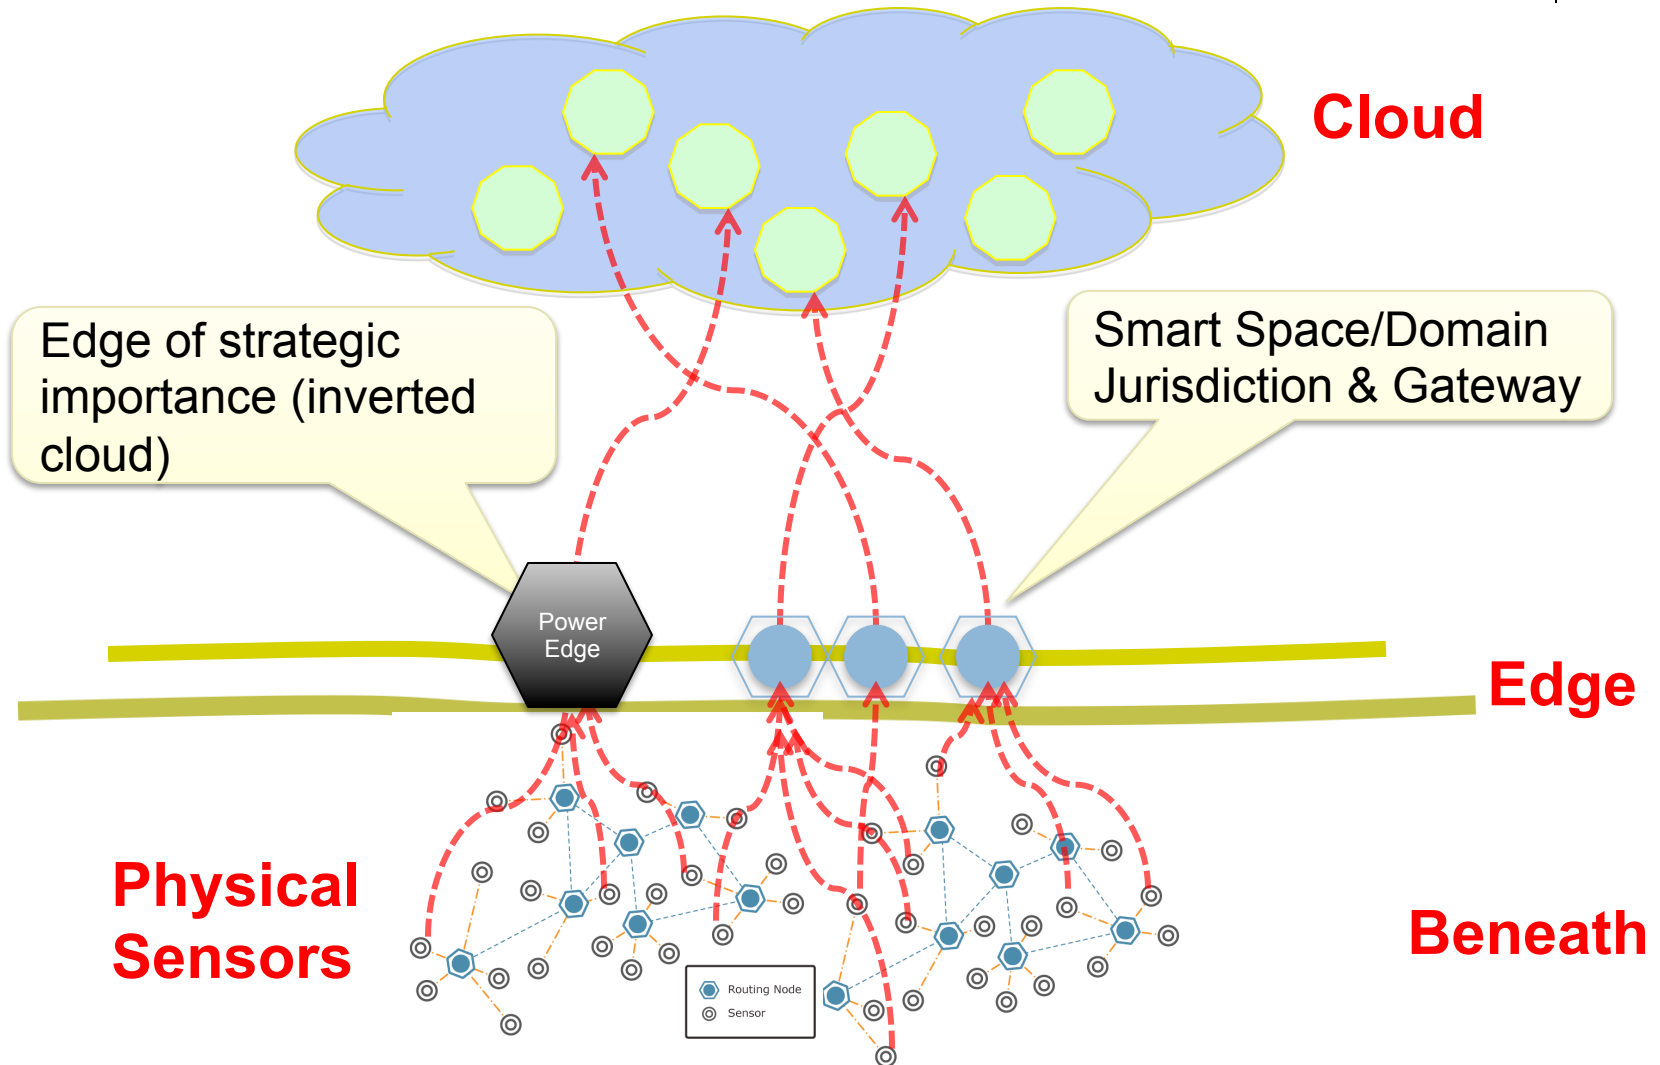 Cloud
Edge of strategic
importance (inverted
cloud)
Smart Space/Domain
Jurisdiction & Gateway
Power
Edge
Edge
Physical
Sensors
Beneath
Routing Node
Sensor